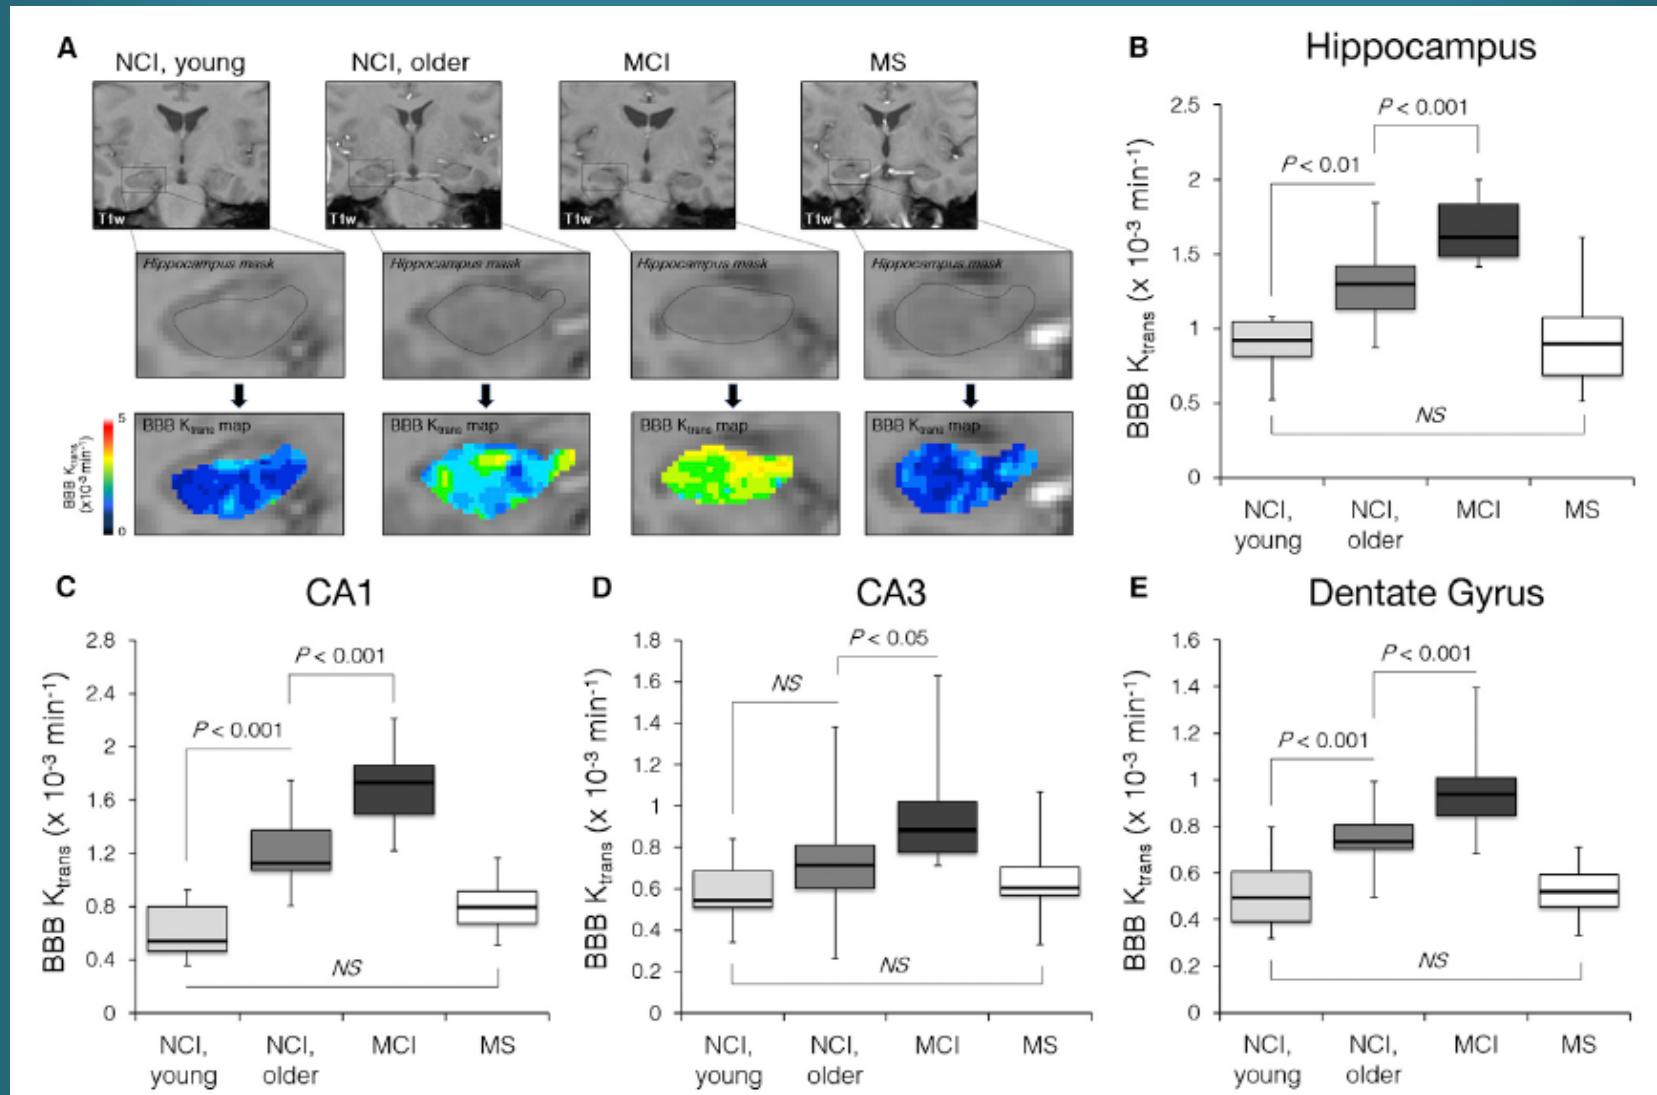 A
NCI, young
NCI, older
MCI
MS
T1w
T1w
T1w
T1w
Hippocampus mask
Hippocampus mask
Hippocampus mask
Hippocampus mask
BBB Ktrans map
BBB Ktrans map
BBB Ktrans map
BBB Ktrans map
BBB Ktrans
(x10-3 min-1)
5
0
B
Hippocampus
BBB Ktrans (x 10-3 min-1)
2.5
2
1.5
1
0.5
0
P < 0.001
P < 0.01
NS
NCI,
young
NCI,
older
MCI
MS
C
CA1
BBB Ktrans (x 10-3 min-1)
2.8
2.4
2
1.6
1.2
0.8
0.4
0
P < 0.001
P < 0.001
NS
NCI,
young
NCI,
older
MCI
MS
D
CA3
BBB Ktrans (x 10-3 min-1)
1.8
1.6
1.4
1.2
1
0.8
0.6
0.4
0.2
0
P < 0.05
NS
NS
NCI,
young
NCI,
older
MCI
MS
E
Dentate Gyrus
BBB Ktrans (x 10-3 min-1)
1.6
1.4
1.2
1
0.8
0.6
0.4
0.2
0
P < 0.001
P < 0.001
NS
NCI,
young
NCI,
older
MCI
MS